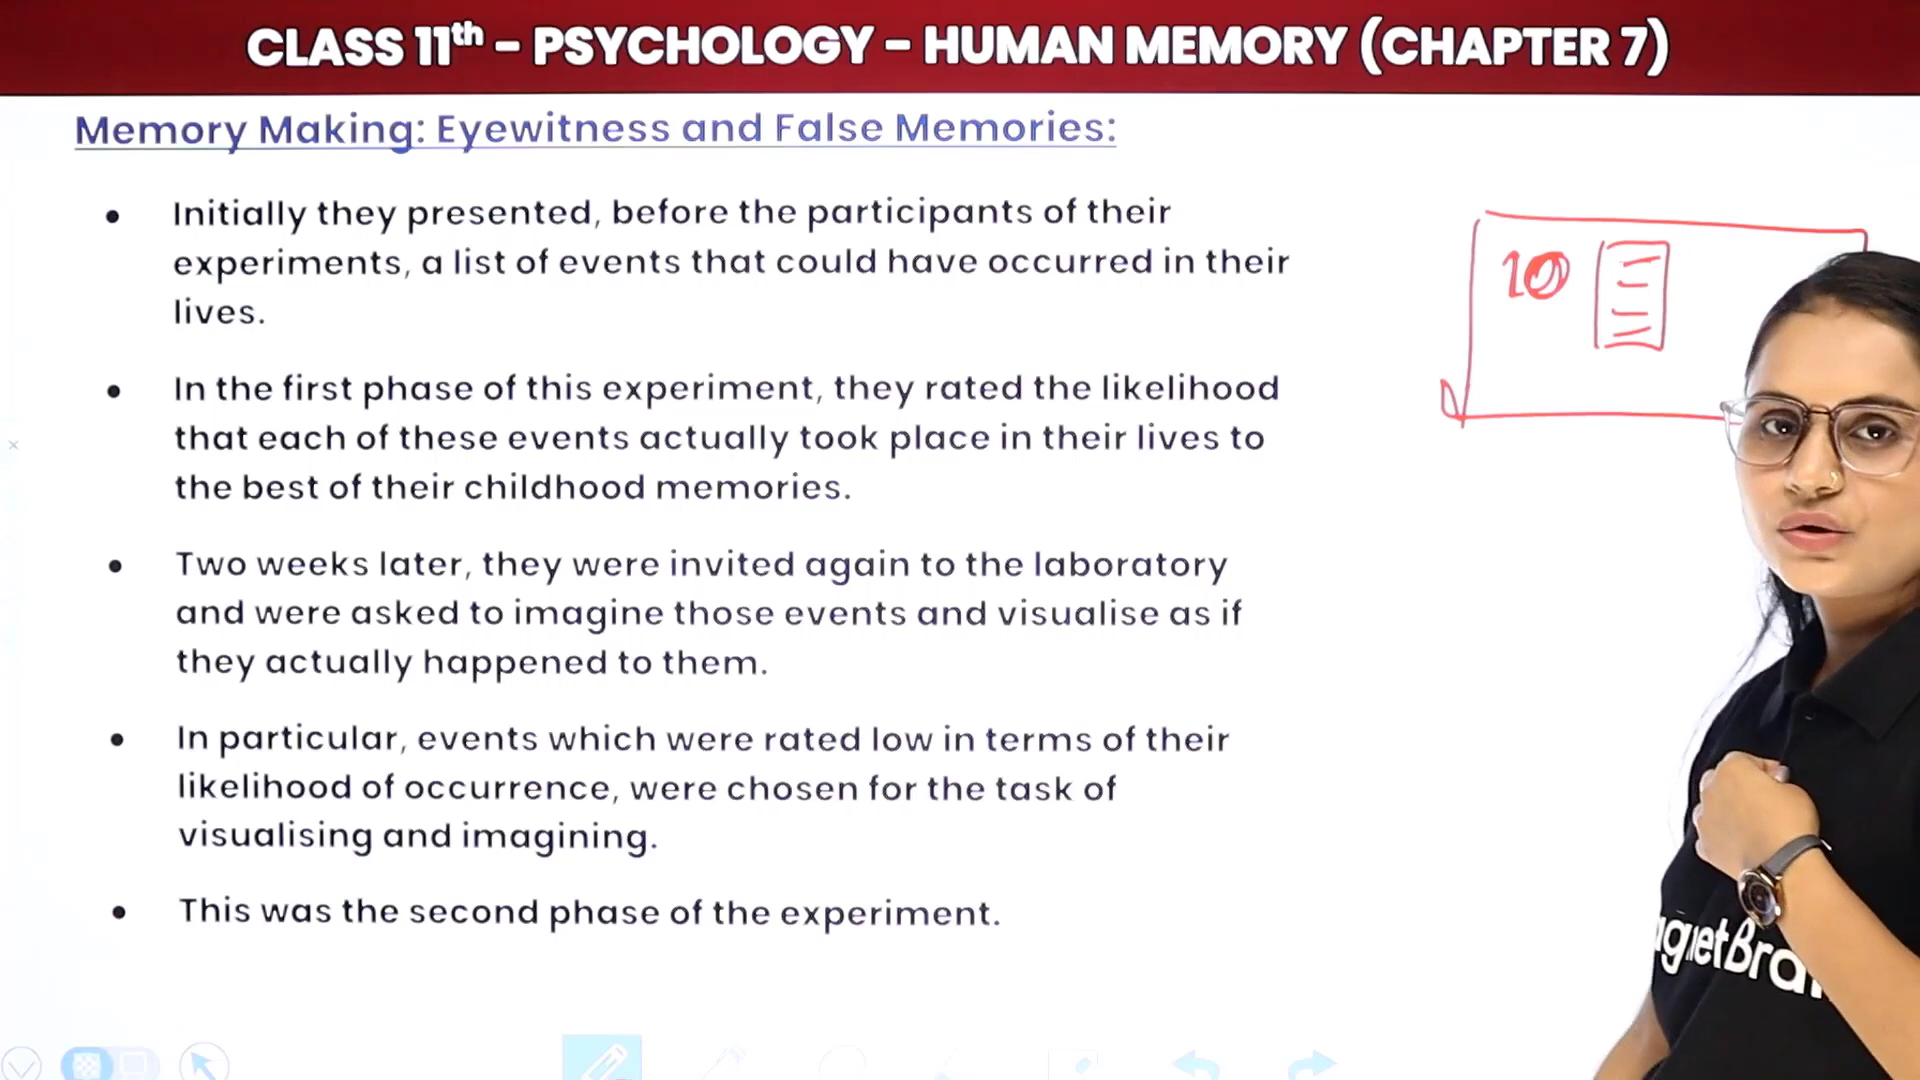 CLASS 11th – PSYCHOLOGY – HUMAN MEMORY (CHAPTER 7)
Memory Making: Eyewitness and False Memories:
• Initially they presented, before the participants of their
experiments, a list of events that could have occurred in their
lives.
• In the first phase of this experiment, they rated the likelihood
that each of these events actually took place in their lives to
the best of their childhood memories.
• Two weeks later, they were invited again to the laboratory
and were asked to imagine those events and visualise as if
they actually happened to them.
• In particular, events which were rated low in terms of their
likelihood of occurrence, were chosen for the task of
visualising and imagining.
• This was the second phase of the experiment.
10
agnetBrai